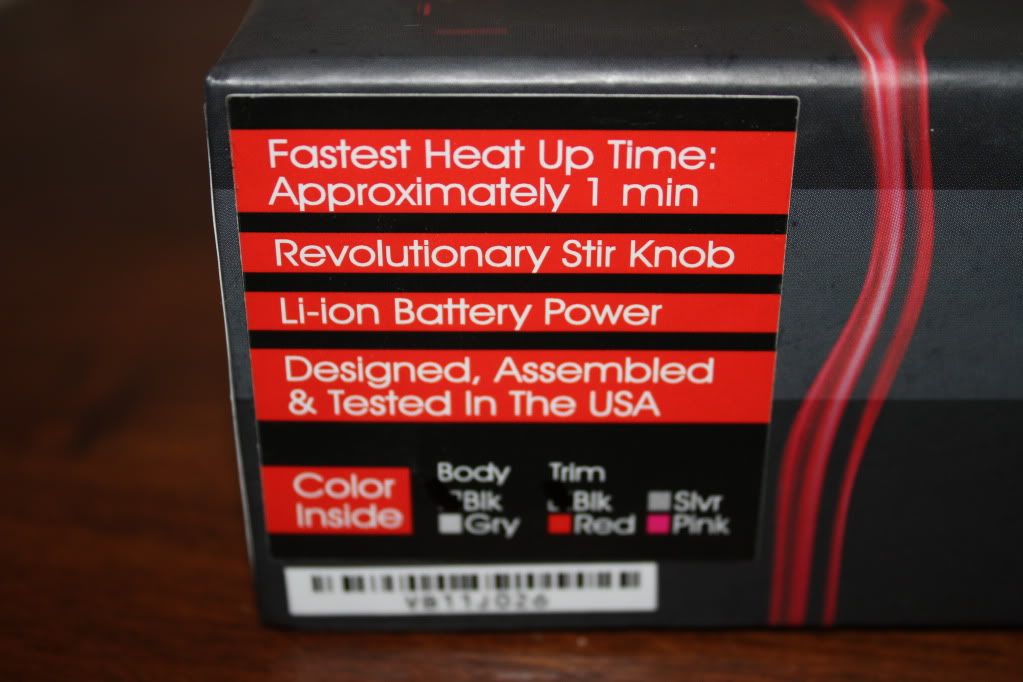 Fastest Heat Up Time:
Approximately 1 min
Revolutionary Stir Knob
Li-ion Battery Power
Designed, Assembled
& Tested In The USA
Color
Inside
Body Trim
Blk Blk Slvr
Gry Red Pink
VB11J026